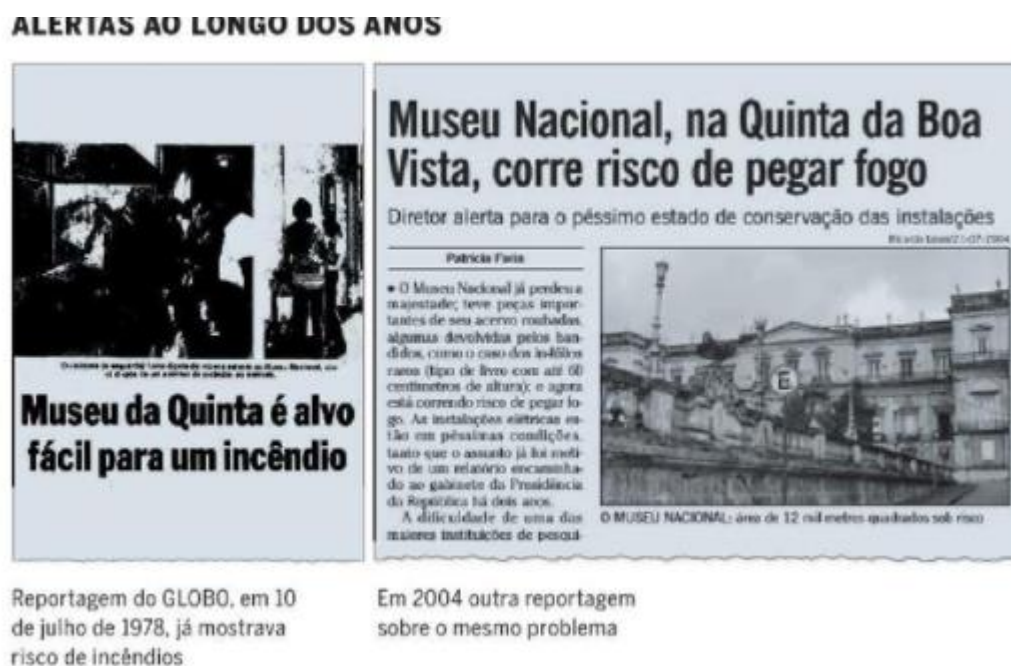 ALERTAS AO LONGO DOS ANOS
Museu da Quinta é alvo
fácil para um incêndio
Reportagem do GLOBO, em 10
de julho de 1978, já mostrava
risco de incêndios
Museu Nacional, na Quinta da Boa
Vista, corre risco de pegar fogo
Diretor alerta para o péssimo estado de conservação das instalações
Patrícia Faria
• O Museu Nacional já perdeu a
majestade; teve peças impor-
tantes de seu acervo roubadas,
algumas devolvidas pelos ban-
didos, como o caso dos in-fólios
raros (tipo de livro com até 60
centímetros de altura); e agora
está correndo risco de pegar fo-
go. As instalações elétricas es-
tão em péssimas condições,
tanto que o assunto já foi moti-
vo de um relatório encaminha-
do ao gabinete da Presidência
da República há dois anos.
A dificuldade de uma das
maiores instituições de pesqui-
E
O MUSEU NACIONAL: área de 12 mil metros quadrados sob risco
Em 2004 outra reportagem
sobre o mesmo problema